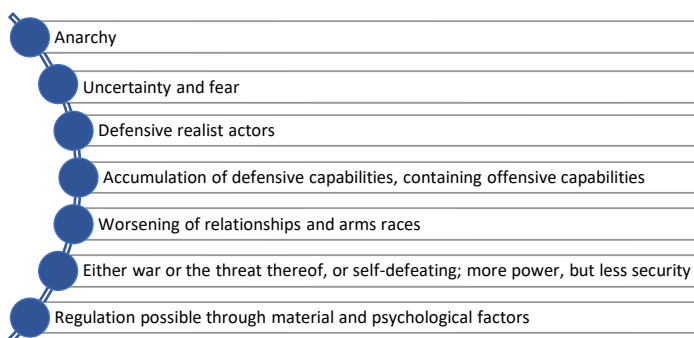 Anarchy
Uncertainty and fear
Defensive realist actors
Accumulation of defensive capabilities, containing offensive capabilities
Worsening of relationships and arms races
Either war or the threat thereof, or self-defeating; more power, but less security
Regulation possible through material and psychological factors